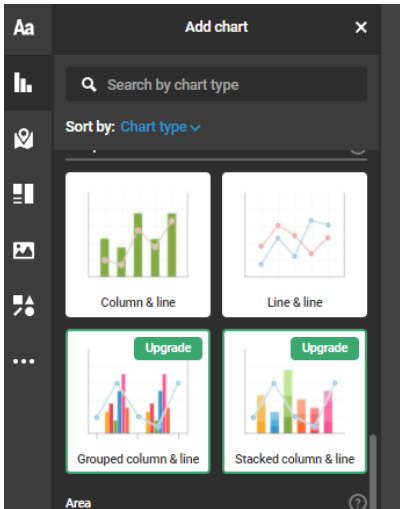 Aa
Add chart
Search by chart type
Sort by: Chart type
Column & line
Line & line
Upgrade
Upgrade
Grouped column & line
Stacked column & line
Area
?